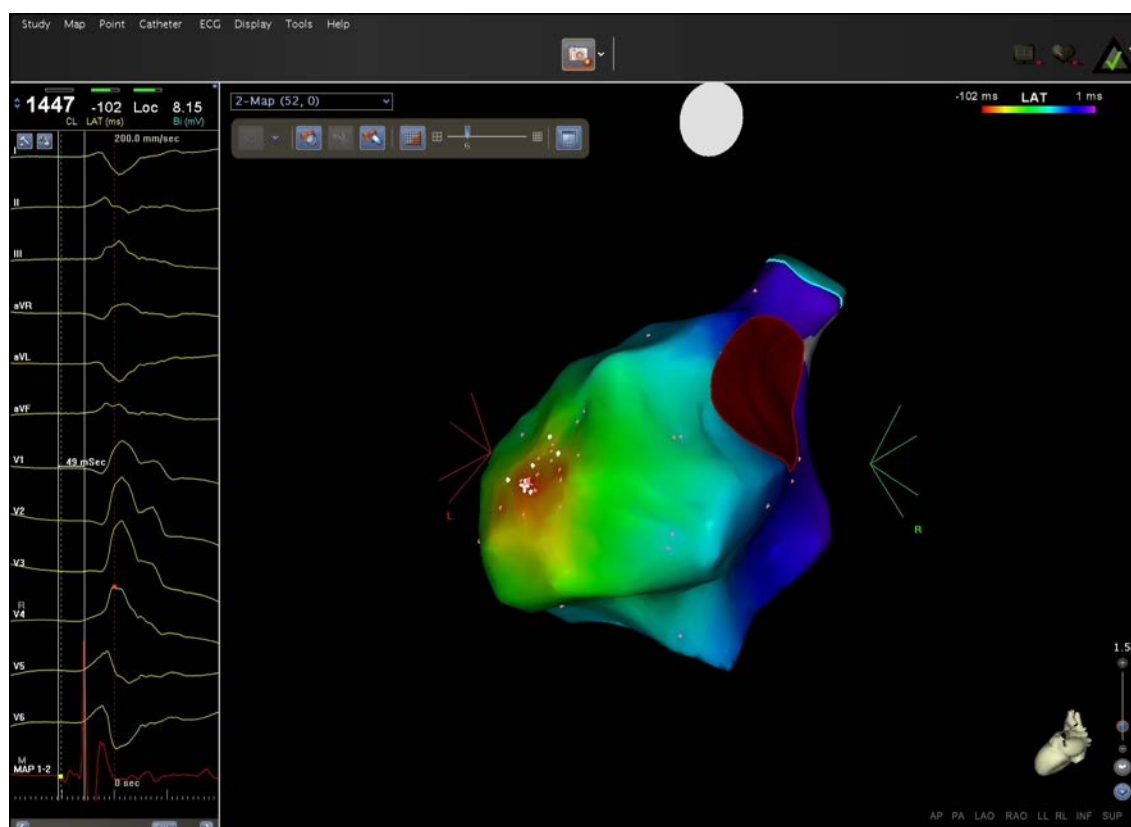 Study Map Point Catheter ECG Display Tools Help
1447 -102 Loc 8.15
CL LAT (ms) Bi (mV)
2-Map (52, 0)
-102 ms LAT 1 ms
200.0 mm/sec
6
I
II
III
aVR
aVL
aVF
V1
49 mSec
V2
V3
R
V4
V5
V6
M
MAP 1-2
0 sec
L
R
1.5
AP PA LAO RAO LL RL INF SUP